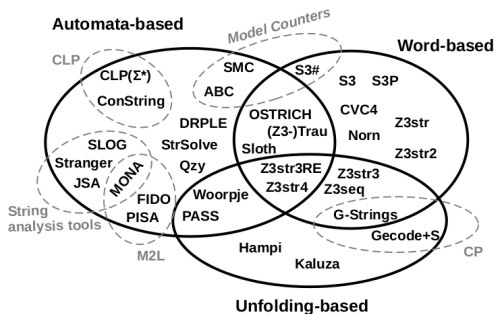 Automata-based
Model Counters
Word-based
CLP
CLP(Σ*)
SMC
S3#
S3
S3P
ConString
ABC
CVC4
OSTRICH
DRPLE
(Z3-)Trau
Z3str
Norn
SLOG
StrSolve
Sloth
Z3str2
Stranger
Qzy
Z3str3RE
Z3str3
JSA
MONA
Z3str4
Z3seq
FIDO
Woorpje
String
analysis tools
PISA
PASS
G-Strings
Gecode+S
M2L
Hampi
CP
Kaluza
Unfolding-based